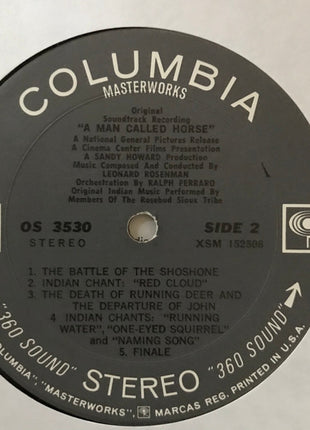 COLUMBIA
MASTERWORKS
Original
Soundtrack Recording
"A MAN CALLED HORSE"
A National General Pictures Release
A Cinema Center Films Presentation
A SANDY HOWARD Production
Music Composed And Conducted By
LEONARD ROSENMAN
Orchestration By RALPH FERRARO
Original Indian Music Performed By
Members Of The Rosebud Sioux Tribe
OS 3530
STEREO
SIDE 2
XSM 152508
1. THE BATTLE OF THE SHOSHONE
2. INDIAN CHANT: "RED CLOUD"
3. THE DEATH OF RUNNING DEER AND
THE DEPARTURE OF JOHN
4 INDIAN CHANTS: "RUNNING
WATER", "ONE-EYED SQUIRREL"
and "NAMING SONG"
5. FINALE
"360 SOUND" STEREO "360 SOUND"
COLUMBIA", "MASTERWORKS", MARCAS REG. PRINTED IN U.S.A.